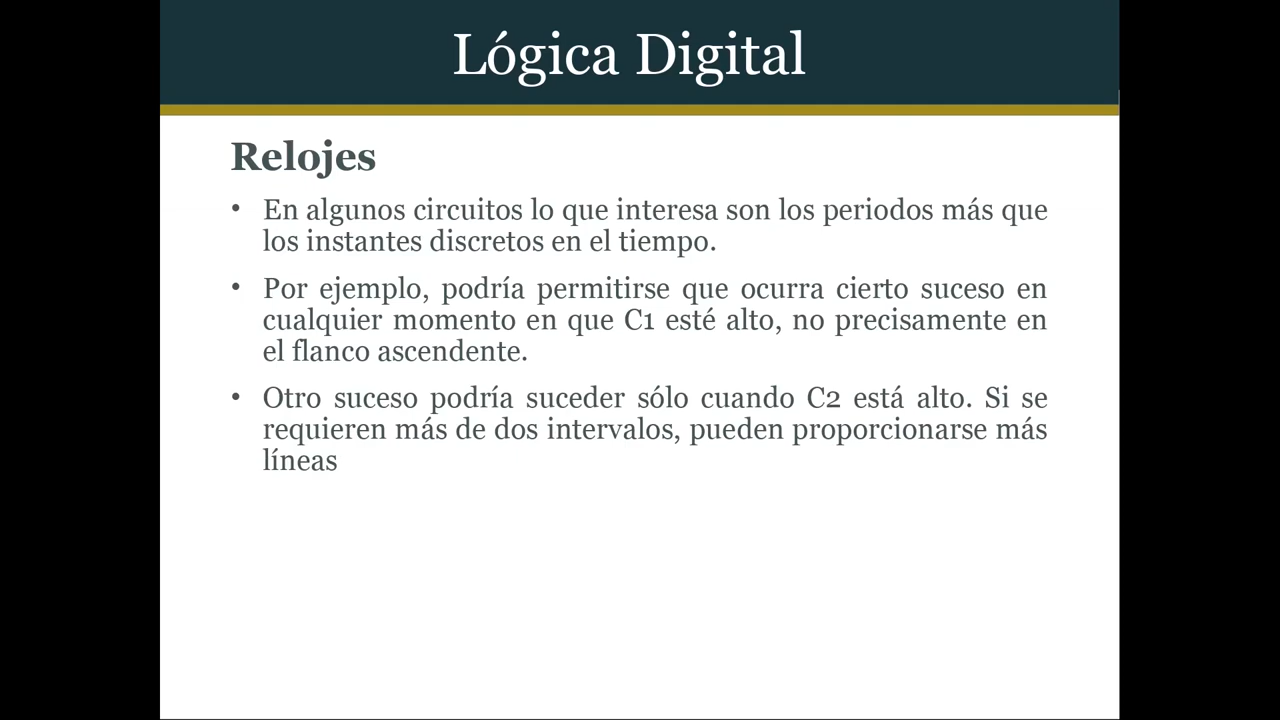 Lógica Digital
Relojes
• En algunos circuitos lo que interesa son los periodos más que
los instantes discretos en el tiempo.
• Por ejemplo, podría permitirse que ocurra cierto suceso en
cualquier momento en que C1 esté alto, no precisamente en
el flanco ascendente.
• Otro suceso podría suceder sólo cuando C2 está alto. Si se
requieren más de dos intervalos, pueden proporcionarse más
líneas